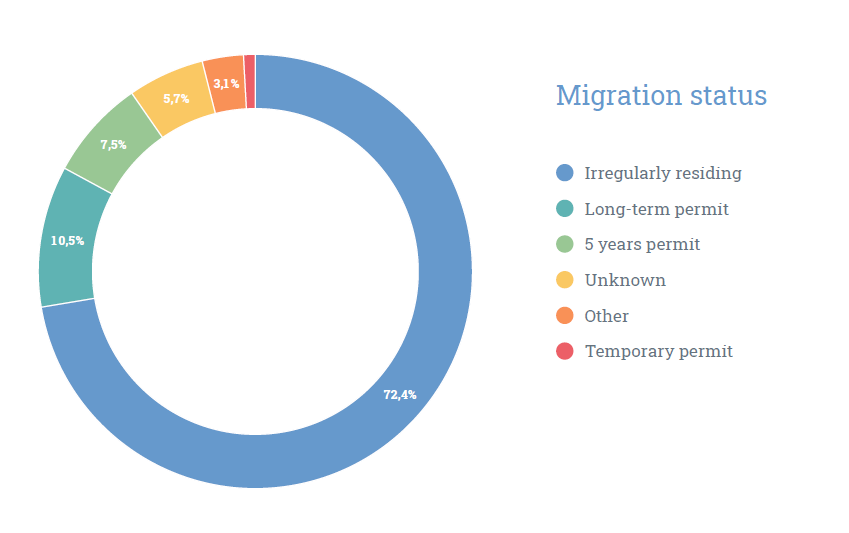 3,1%
5,7%
7,5%
10,5%
72,4%
Migration status
Irregularly residing
Long-term permit
5 years permit
Unknown
Other
Temporary permit